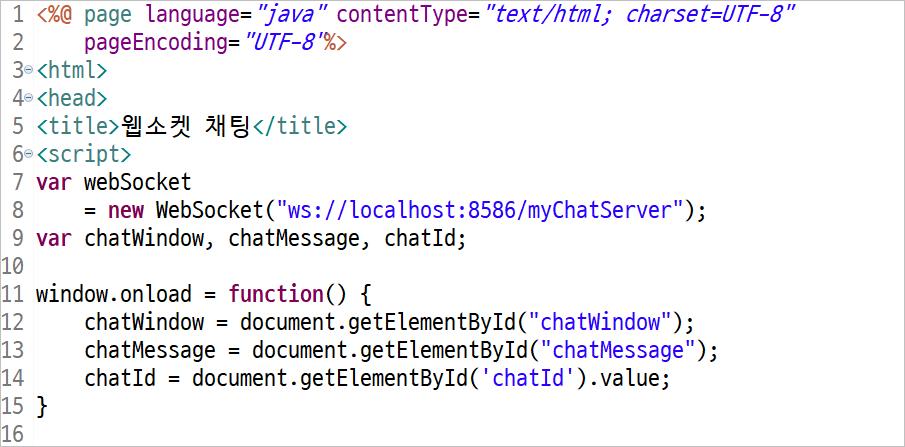 1 <%@ page language="java" contentType="text/html; charset=UTF-8"
2     pageEncoding="UTF-8"%>
3 <html>
4 <head>
5 <title>웹소켓 채팅</title>
6 <script>
7 var webSocket
8     = new WebSocket("ws://localhost:8586/myChatServer");
9 var chatWindow, chatMessage, chatId;
10
11 window.onload = function() {
12     chatWindow = document.getElementById("chatWindow");
13     chatMessage = document.getElementById("chatMessage");
14     chatId = document.getElementById('chatId').value;
15 }
16